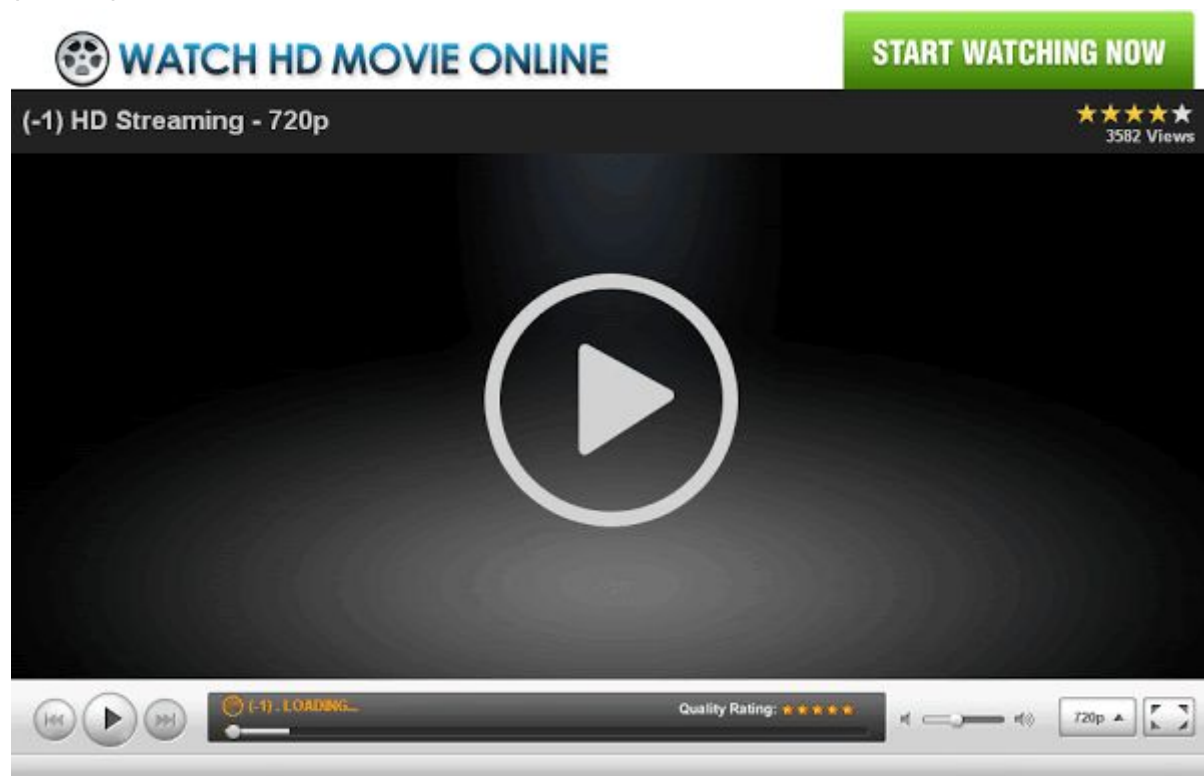 WATCH HD MOVIE ONLINE
START WATCHING NOW
(-1) HD Streaming - 720p
3582 Views
(-1) . LOADING...
Quality Rating:
720p